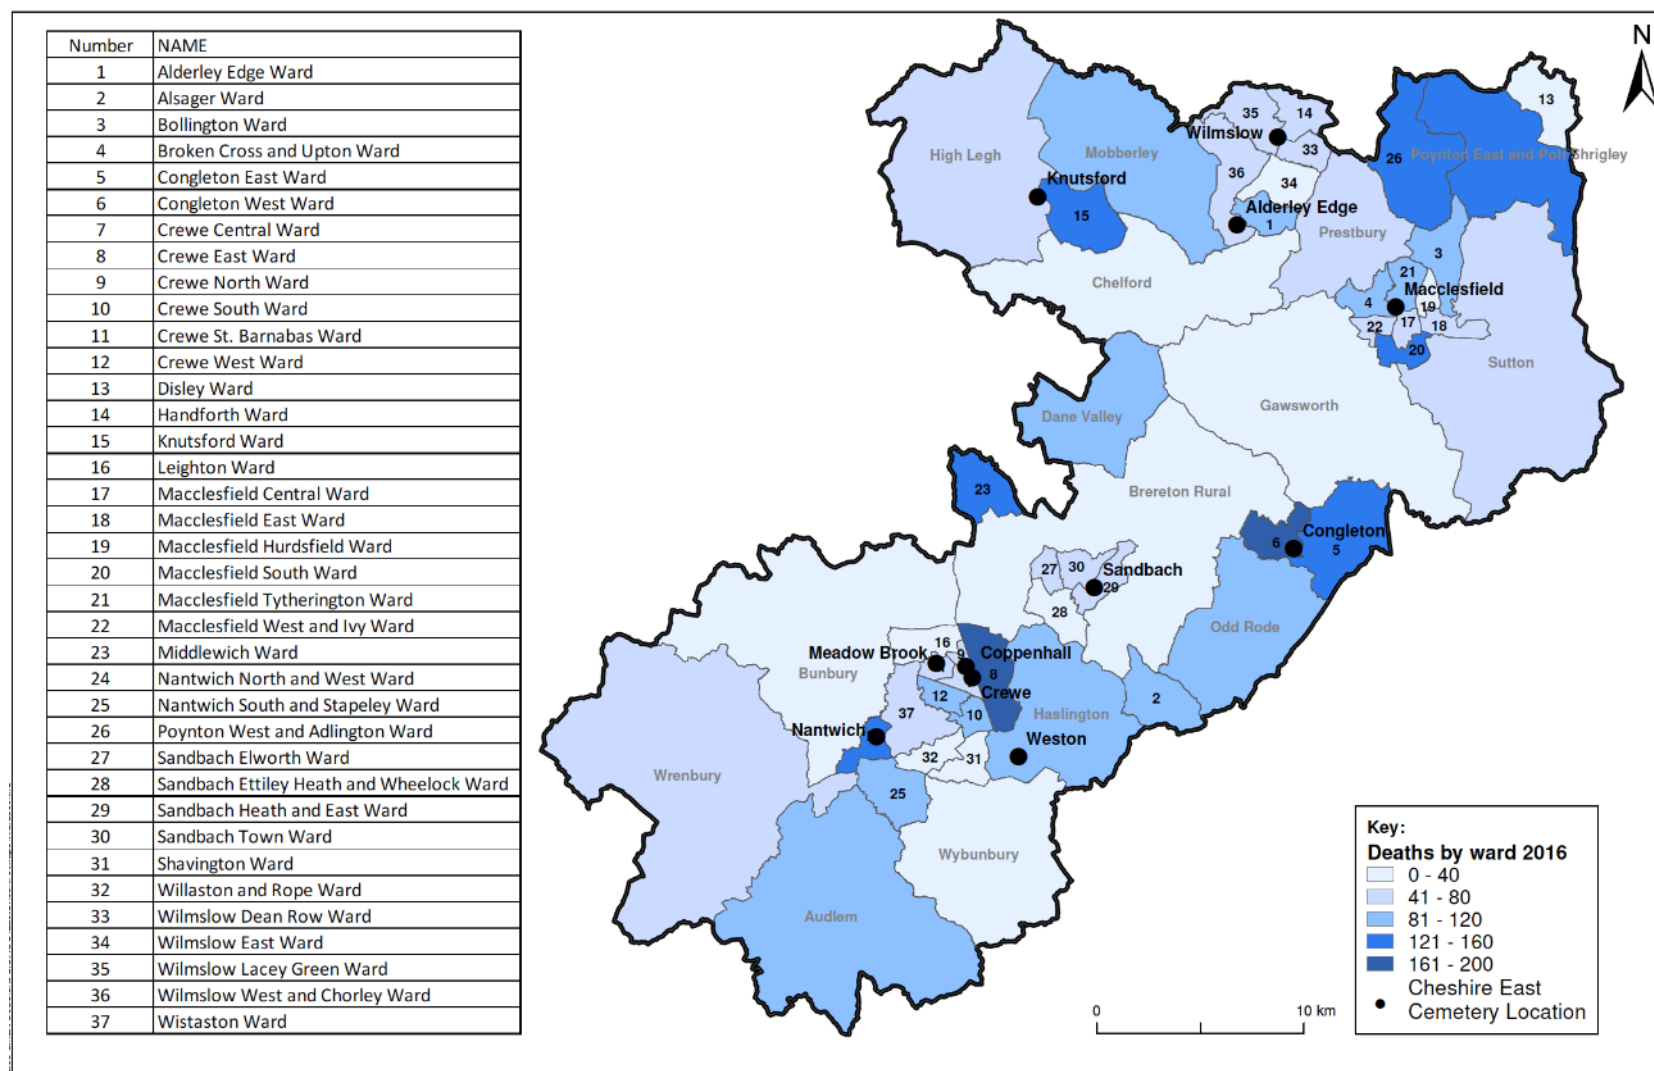 Number NAME
1 Alderley Edge Ward
2 Alsager Ward
3 Bollington Ward
4 Broken Cross and Upton Ward
5 Congleton East Ward
6 Congleton West Ward
7 Crewe Central Ward
8 Crewe East Ward
9 Crewe North Ward
10 Crewe South Ward
11 Crewe St. Barnabas Ward
12 Crewe West Ward
13 Disley Ward
14 Handforth Ward
15 Knutsford Ward
16 Leighton Ward
17 Macclesfield Central Ward
18 Macclesfield East Ward
19 Macclesfield Hurdsfield Ward
20 Macclesfield South Ward
21 Macclesfield Tytherington Ward
22 Macclesfield West and Ivy Ward
23 Middlewich Ward
24 Nantwich North and West Ward
25 Nantwich South and Stapeley Ward
26 Poynton West and Adlington Ward
27 Sandbach Elworth Ward
28 Sandbach Ettiley Heath and Wheelock Ward
29 Sandbach Heath and East Ward
30 Sandbach Town Ward
31 Shavington Ward
32 Willaston and Rope Ward
33 Wilmslow Dean Row Ward
34 Wilmslow East Ward
35 Wilmslow Lacey Green Ward
36 Wilmslow West and Chorley Ward
37 Wistaston Ward
N
13
35
14
Wilmslow
33
High Legh
Mobberley
26
Poynton East and Pott Shrigley
36
34
Knutsford
15
Alderley Edge
1
Prestbury
3
Chelford
21
Macclesfield
4
19
22
17
18
20
Sutton
Gawsworth
Dane Valley
23
Brereton Rural
Congleton
6
5
27
30
Sandbach
29
28
Odd Rode
16
Meadow Brook
9
Coppenhall
Bunbury
8
Crewe
12
2
37
10
Haslington
Nantwich
Weston
32
31
Wrenbury
25
Wybunbury
Audlem
Key:
Deaths by ward 2016
0 - 40
41 - 80
81 - 120
121 - 160
161 - 200
Cheshire East
Cemetery Location
0 10 km